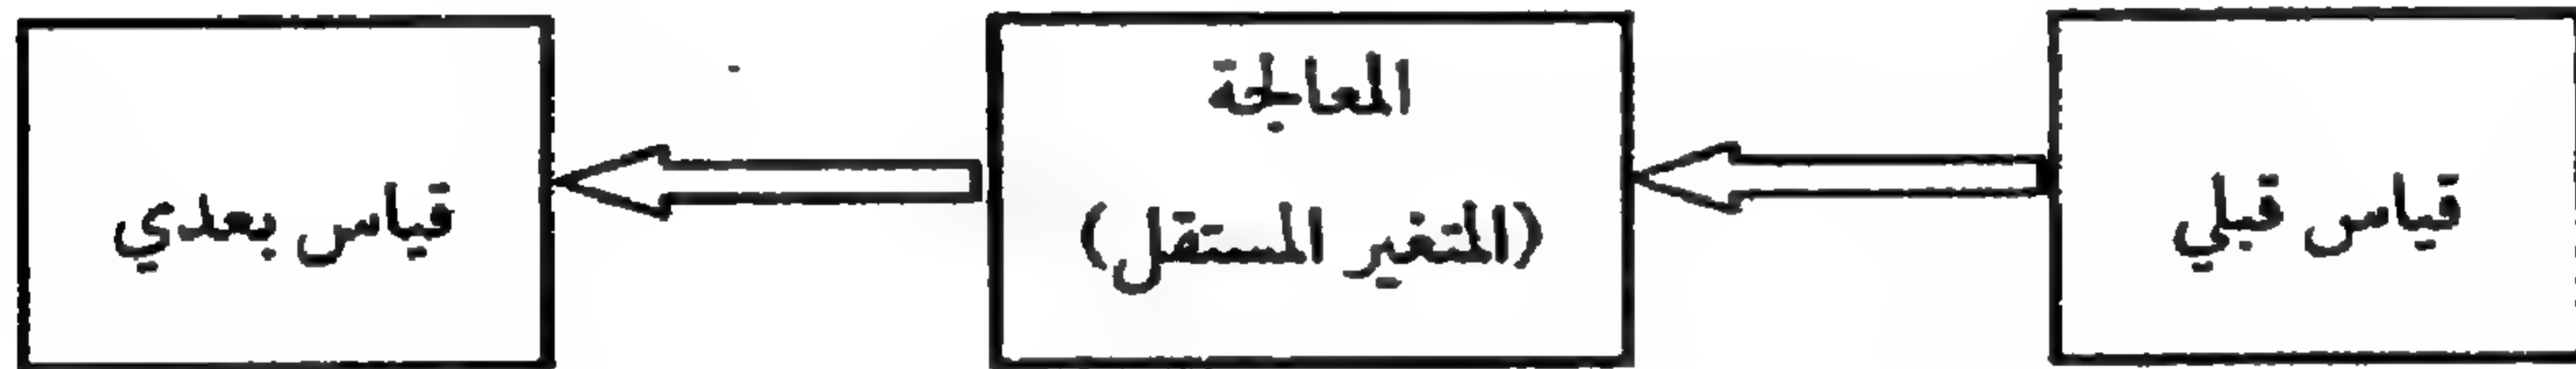 قياس قبلي
المعالجة
(المتغير المستقل)
قياس بعدي